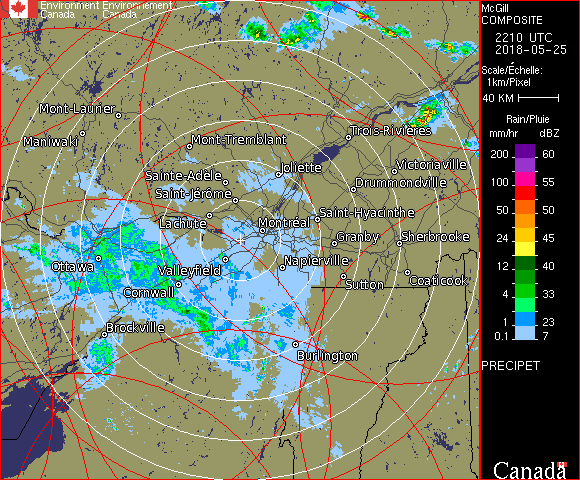 Environment Environnement
Canada Canada
McGill
COMPOSITE
2210 UTC
2018-05-25
Scale/Échelle:
1km/Pixel
40 KM
Rain/Pluie
mm/hr dBZ
200 60
100 55
50 50
24 45
12 40
4 33
1 23
0.1 7
PRECIPET
Canada
Mont-Laurier
Maniwaki
Mont-Tremblant
Trois-Rivières
Sainte-Adèle
Joliette
Victoriaville
Saint-Jérôme
Drummondville
Lachute
Montréal
Saint-Hyacinthe
Granby
Sherbrooke
Ottawa
Valleyfield
Napierville
Cornwall
Sutton
Coaticook
Brockville
Burlington